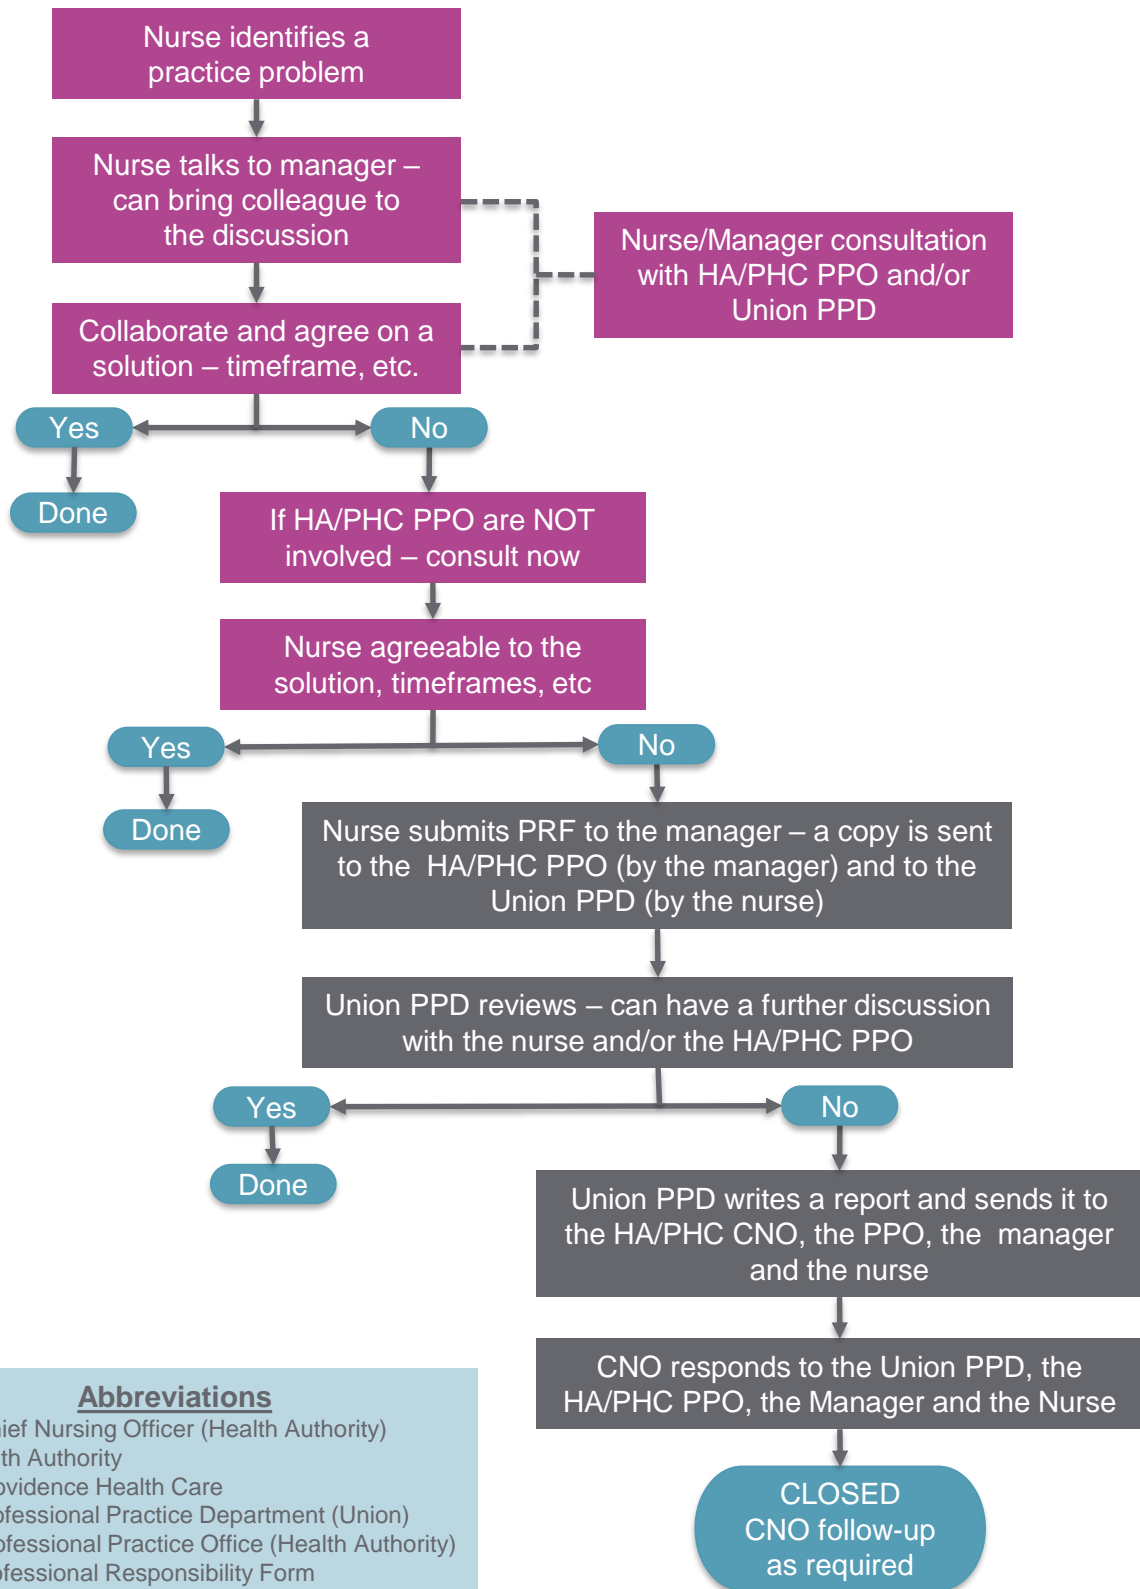 Nurse identifies a
practice problem
Nurse talks to manager –
can bring colleague to
the discussion
Nurse/Manager consultation
with HA/PHC PPO and/or
Union PPD
Collaborate and agree on a
solution – timeframe, etc.
Yes
No
Done
If HA/PHC PPO are NOT
involved – consult now
Nurse agreeable to the
solution, timeframes, etc
Yes
No
Done
Nurse submits PRF to the manager – a copy is sent
to the HA/PHC PPO (by the manager) and to the
Union PPD (by the nurse)
Union PPD reviews – can have a further discussion
with the nurse and/or the HA/PHC PPO
Yes
No
Done
Union PPD writes a report and sends it to
the HA/PHC CNO, the PPO, the manager
and the nurse
CNO responds to the Union PPD, the
HA/PHC PPO, the Manager and the Nurse
CLOSED
CNO follow-up
as required
Abbreviations
Nursing Officer (Health Authority)
Authority
Health Care
Practice Department (Union)
Practice Office (Health Authority)
Responsibility Form